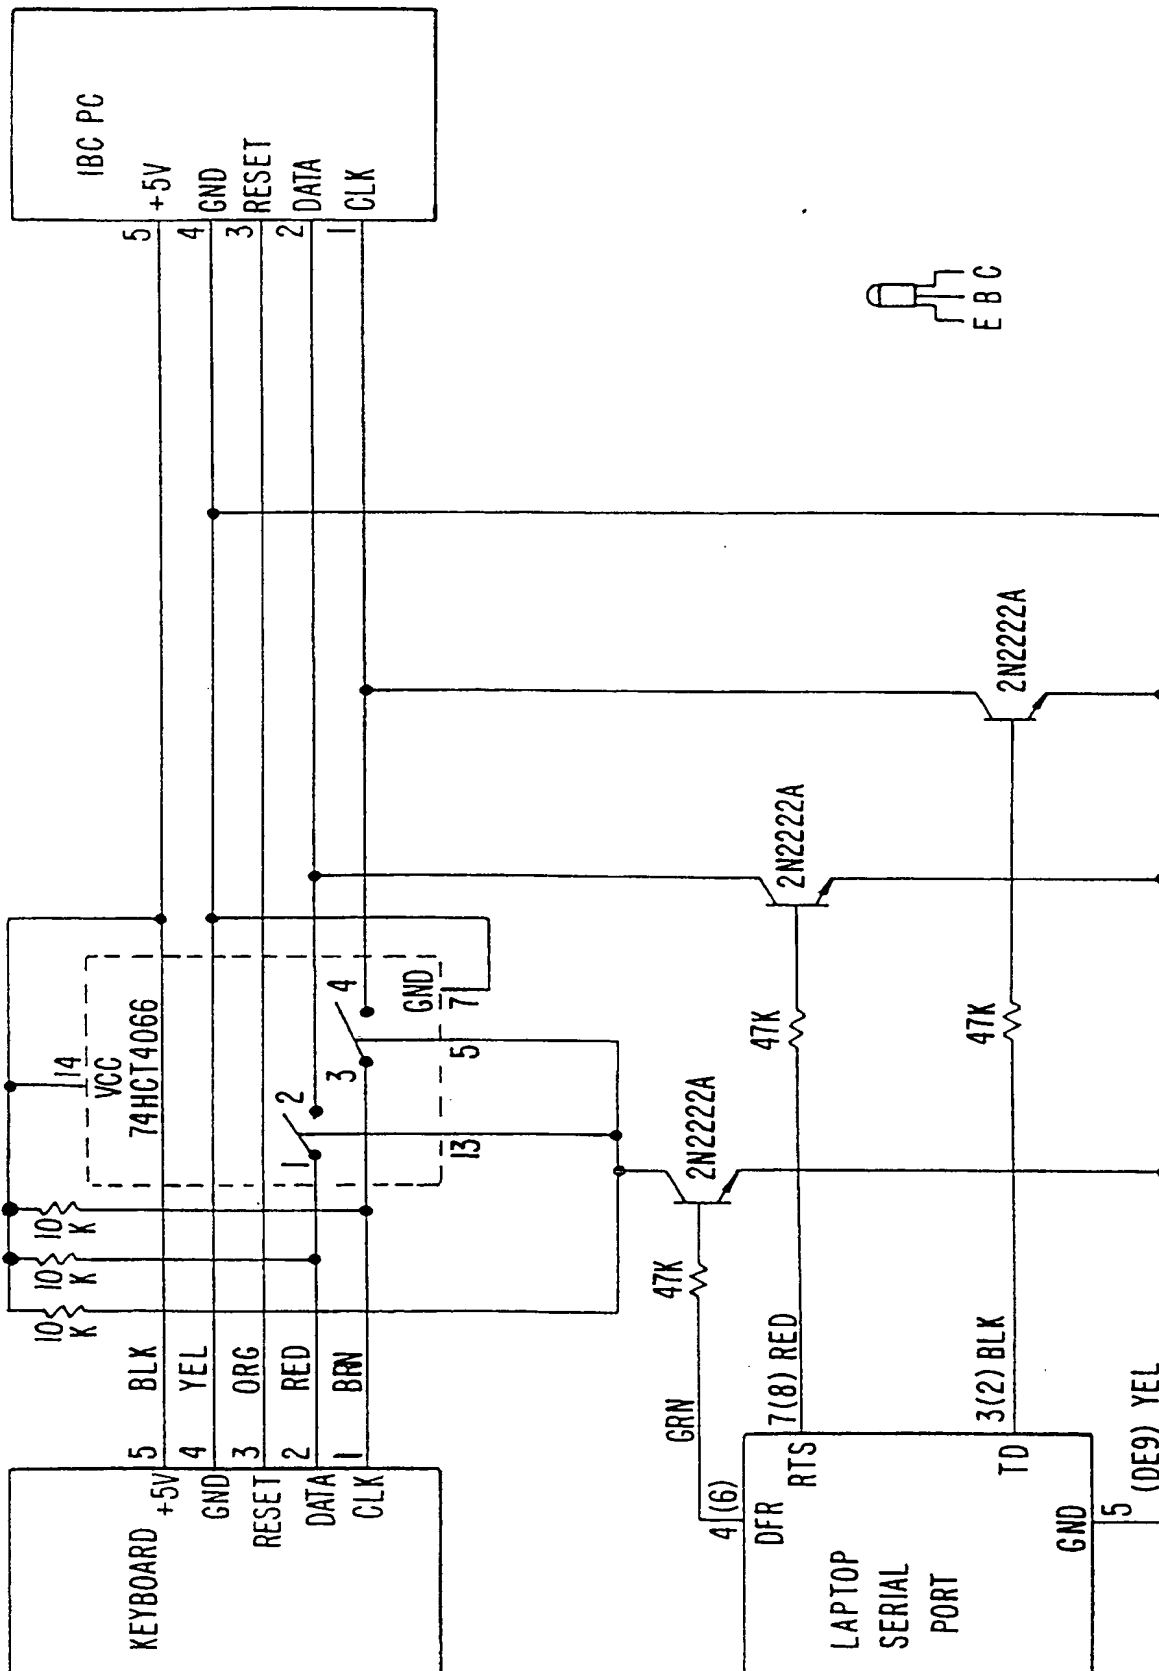 KEYBOARD
+5V
GND
RESET
DATA
CLK
5
4
3
2
1
BLK
YEL
ORG
RED
BRN
10
K
10
K
10
K
14
VCC
74HCT4066
1
2
3
4
GND
7
13
5
IBC PC
+5V
GND
RESET
DATA
CLK
5
4
3
2
1
LAPTOP
SERIAL
PORT
DFR
RTS
TD
GND
4 (6)
GRN
7(8) RED
3(2) BLK
5
(DE9) YEL
47K
47K
47K
2N2222A
2N2222A
2N2222A
E B C